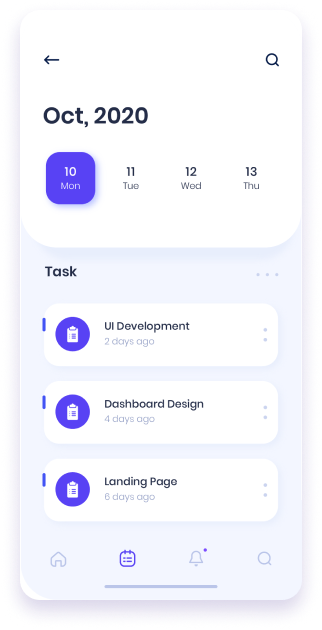 Oct, 2020
10 11 12 13
Mon Tue Wed Thu
Task
UI Development
2 days ago
Dashboard Design
4 days ago
Landing Page
6 days ago